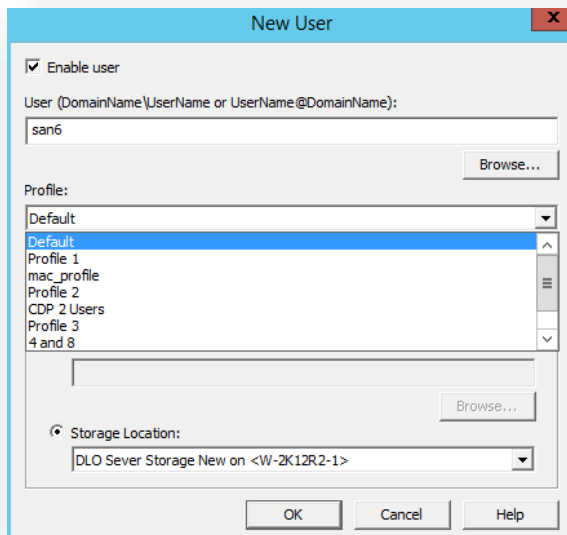 New User
x
Enable user
User (DomainName\UserName or UserName@DomainName):
san6
Browse...
Profile:
Default
Default
Profile 1
mac_profile
Profile 2
CDP 2 Users
Profile 3
4 and 8
Browse...
Storage Location:
DLO Sever Storage New on <W-2K12R2-1>
OK
Cancel
Help